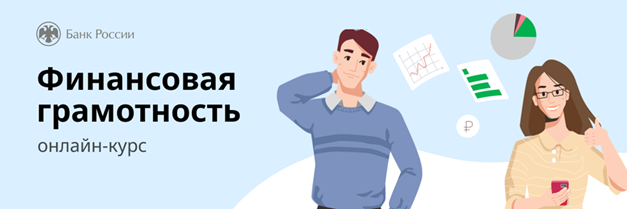 Банк России
Финансовая
грамотность
онлайн-курс
₽